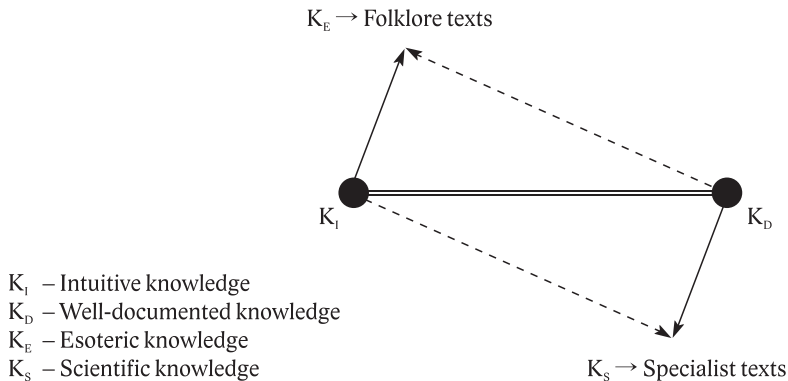 K_E → Folklore texts
K_I
K_D
K_I – Intuitive knowledge
K_D – Well-documented knowledge
K_E – Esoteric knowledge
K_S – Scientific knowledge
K_S → Specialist texts